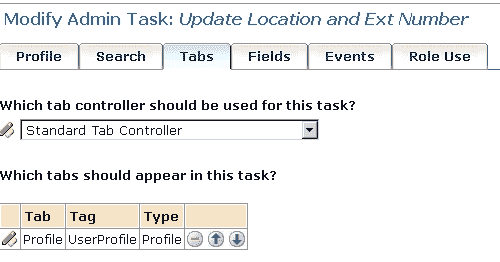 Modify Admin Task: Update Location and Ext Number
Profile Search Tabs Fields Events Role Use
Which tab controller should be used for this task?
Standard Tab Controller
Which tabs should appear in this task?
Tab Tag Type
Profile UserProfile Profile